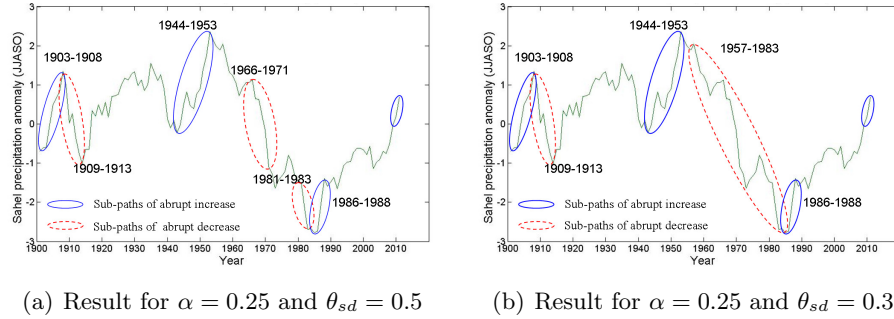 Sahel precipitation anomaly (JJASO)
3
2
1
0
-1
-2
-3
1903-1908
1944-1953
1966-1971
1909-1913
1981-1983
1986-1988
Sub-paths of abrupt increase
Sub-paths of abrupt decrease
1900 1910 1920 1930 1940 1950 1960 1970 1980 1990 2000 2010
Year
(a) Result for α = 0.25 and θsd = 0.5
Sahel precipitation anomaly (JJASO)
3
2
1
0
-1
-2
-3
1944-1953
1903-1908
1957-1983
1909-1913
1986-1988
Sub-paths of abrupt increase
Sub-paths of abrupt decrease
1900 1910 1920 1930 1940 1950 1960 1970 1980 1990 2000 2010
Year
(b) Result for α = 0.25 and θsd = 0.3